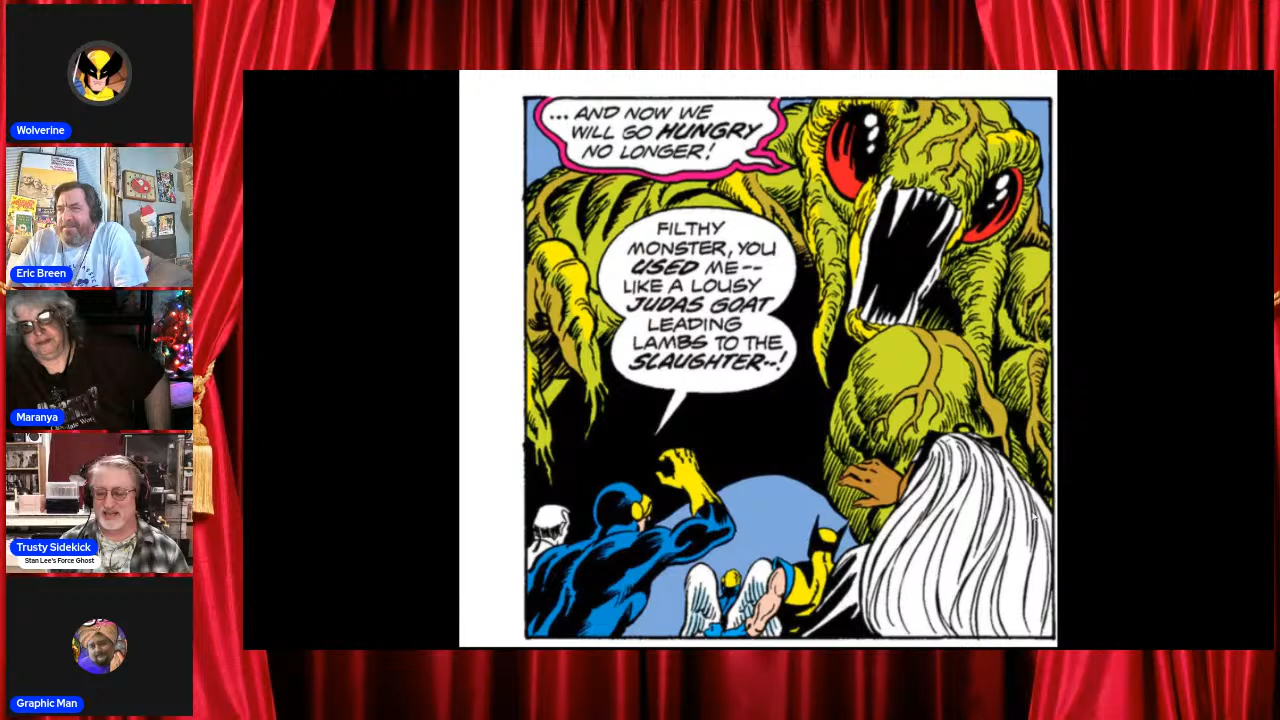 Wolverine
Eric Breen
Maranya
Trusty Sidekick
Stan Lee's Force Ghost
Graphic Man
... AND NOW WE
WILL GO HUNGRY
NO LONGER!
FILTHY
MONSTER, YOU
USED ME--
LIKE A LOUSY
JUDAS GOAT
LEADING
LAMBS TO THE
SLAUGHTER--!